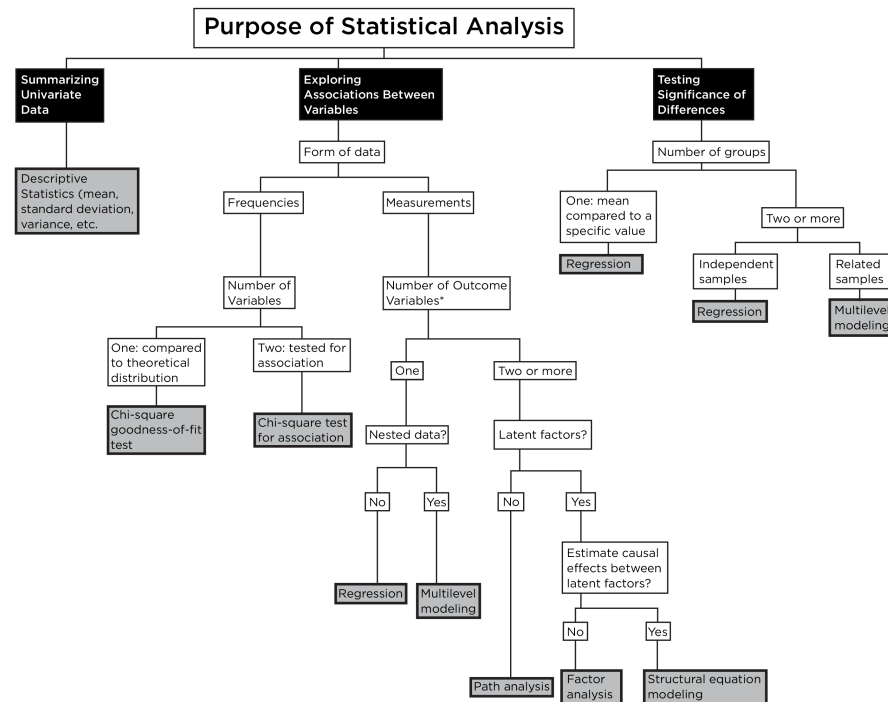 Purpose of Statistical Analysis
Summarizing
Univariate
Data
Exploring
Associations Between
Variables
Testing
Significance of
Differences
Form of data
Number of groups
Descriptive
Statistics (mean,
standard deviation,
variance, etc.
Frequencies
Measurements
One: mean
compared to a
specific value
Two or more
Regression
Independent
samples
Related
samples
Number of
Variables
Number of Outcome
Variables*
Regression
Multilevel
modeling
One: compared
to theoretical
distribution
Two: tested for
association
One
Two or more
Chi-square
goodness-of-fit
test
Chi-square test
for association
Nested data?
Latent factors?
No
Yes
No
Yes
Estimate causal
effects between
latent factors?
Regression
Multilevel
modeling
No
Yes
Path analysis
Factor
analysis
Structural equation
modeling